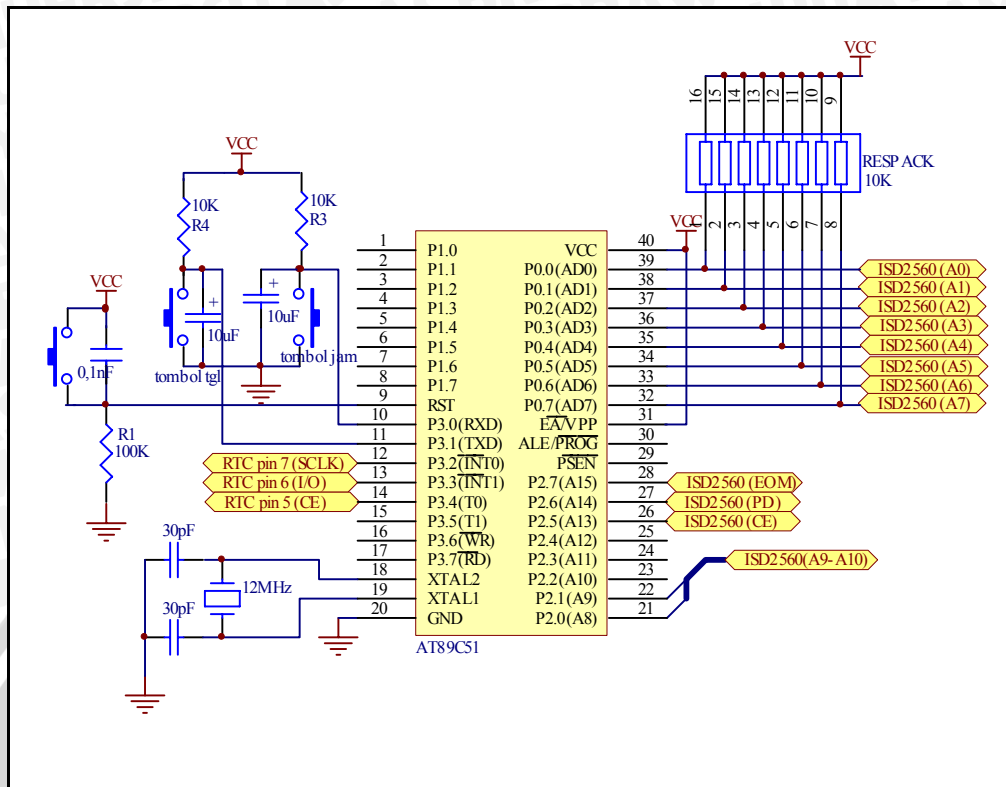 VCC
16
15
14
13
12
11
10
9
RESPACK
10K
1
2
3
4
5
6
7
8
VCC
10K
R4
10K
R3
+
10uF
+
10uF
tombol tgl
tombol jam
VCC
0,1nF
R1
100K
VCC
1 P1.0 VCC 40
2 P1.1 P0.0(AD0) 39 ISD2560(A0)
3 P1.2 P0.1(AD1) 38 ISD2560(A1)
4 P1.3 P0.2(AD2) 37 ISD2560(A2)
5 P1.4 P0.3(AD3) 36 ISD2560(A3)
6 P1.5 P0.4(AD4) 35 ISD2560(A4)
7 P1.6 P0.5(AD5) 34 ISD2560(A5)
8 P1.7 P0.6(AD6) 33 ISD2560(A6)
9 RST P0.7(AD7) 32 ISD2560(A7)
10 P3.0(RXD) EA/VPP 31
11 P3.1(TXD) ALE/PROG 30
RTC pin 7 (SCLK) 12 P3.2(INT0) PSEN 29
RTC pin 6 (I/O) 13 P3.3(INT1) P2.7(A15) 28 ISD2560(EOM)
RTC pin 5 (CE) 14 P3.4(T0) P2.6(A14) 27 ISD2560(PD)
15 P3.5(T1) P2.5(A13) 26 ISD2560(CE)
16 P3.6(WR) P2.4(A12) 25
17 P3.7(RD) P2.3(A11) 24
18 XTAL2 P2.2(A10) 23 ISD2560(A9-A10)
19 XTAL1 P2.1(A9) 22
20 GND P2.0(A8) 21
30pF
12MHz
30pF
AT89C51